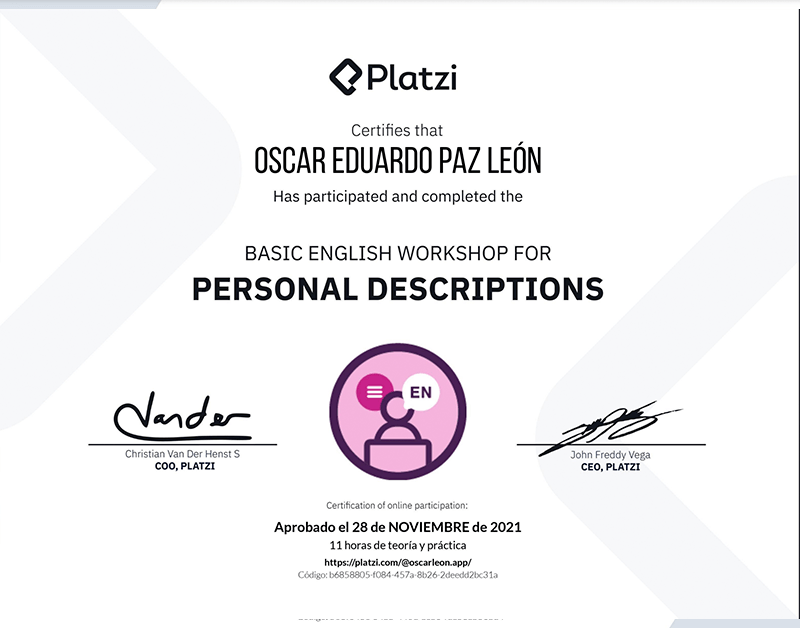 Platzi
Certifies that
OSCAR EDUARDO PAZ LEÓN
Has participated and completed the
BASIC ENGLISH WORKSHOP FOR
PERSONAL DESCRIPTIONS
EN
Vander
Christian Van Der Henst S
COO, PLATZI
John Freddy Vega
CEO, PLATZI
Certification of online participation:
Aprobado el 28 de NOVIEMBRE de 2021
11 horas de teoría y práctica
https://platzi.com/@oscarleon.app/
Código: b6858805-f084-457a-8b26-2deedd2bc31a